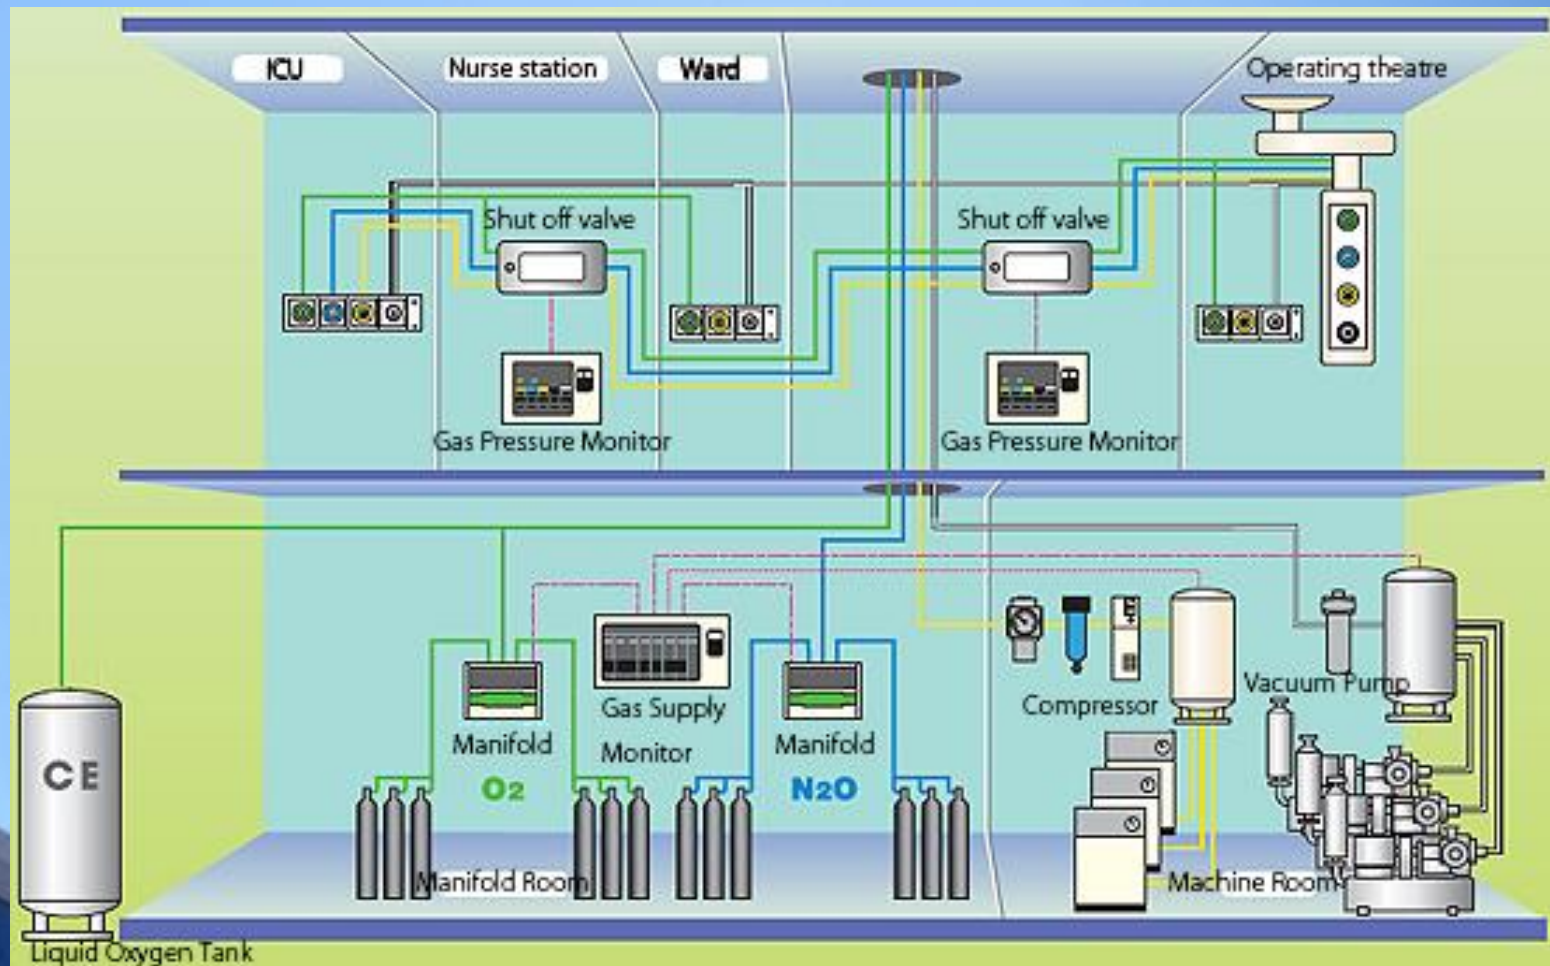 ICU
Nurse station
Ward
Operating theatre
Shut off valve
Shut off valve
Gas Pressure Monitor
Gas Pressure Monitor
Compressor
Vacuum Pump
Gas Supply
Monitor
Manifold
O2
Manifold
N2O
CE
Manifold Room
Machine Room
Liquid Oxygen Tank